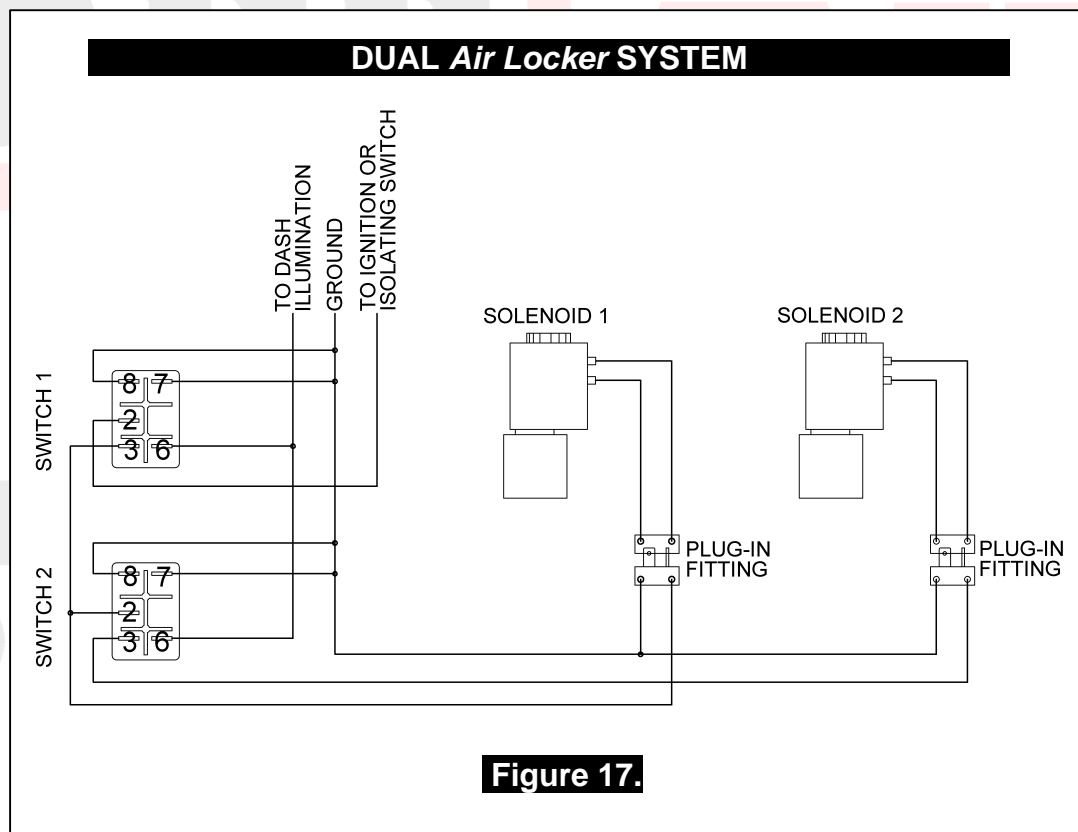 DUAL Air Locker SYSTEM
TO DASH
ILLUMINATION
GROUND
TO IGNITION OR
ISOLATING SWITCH
SOLENOID 1
SOLENOID 2
SWITCH 1
8 7
2
3 6
SWITCH 2
8 7
2
3 6
PLUG-IN
FITTING
PLUG-IN
FITTING
Figure 17.